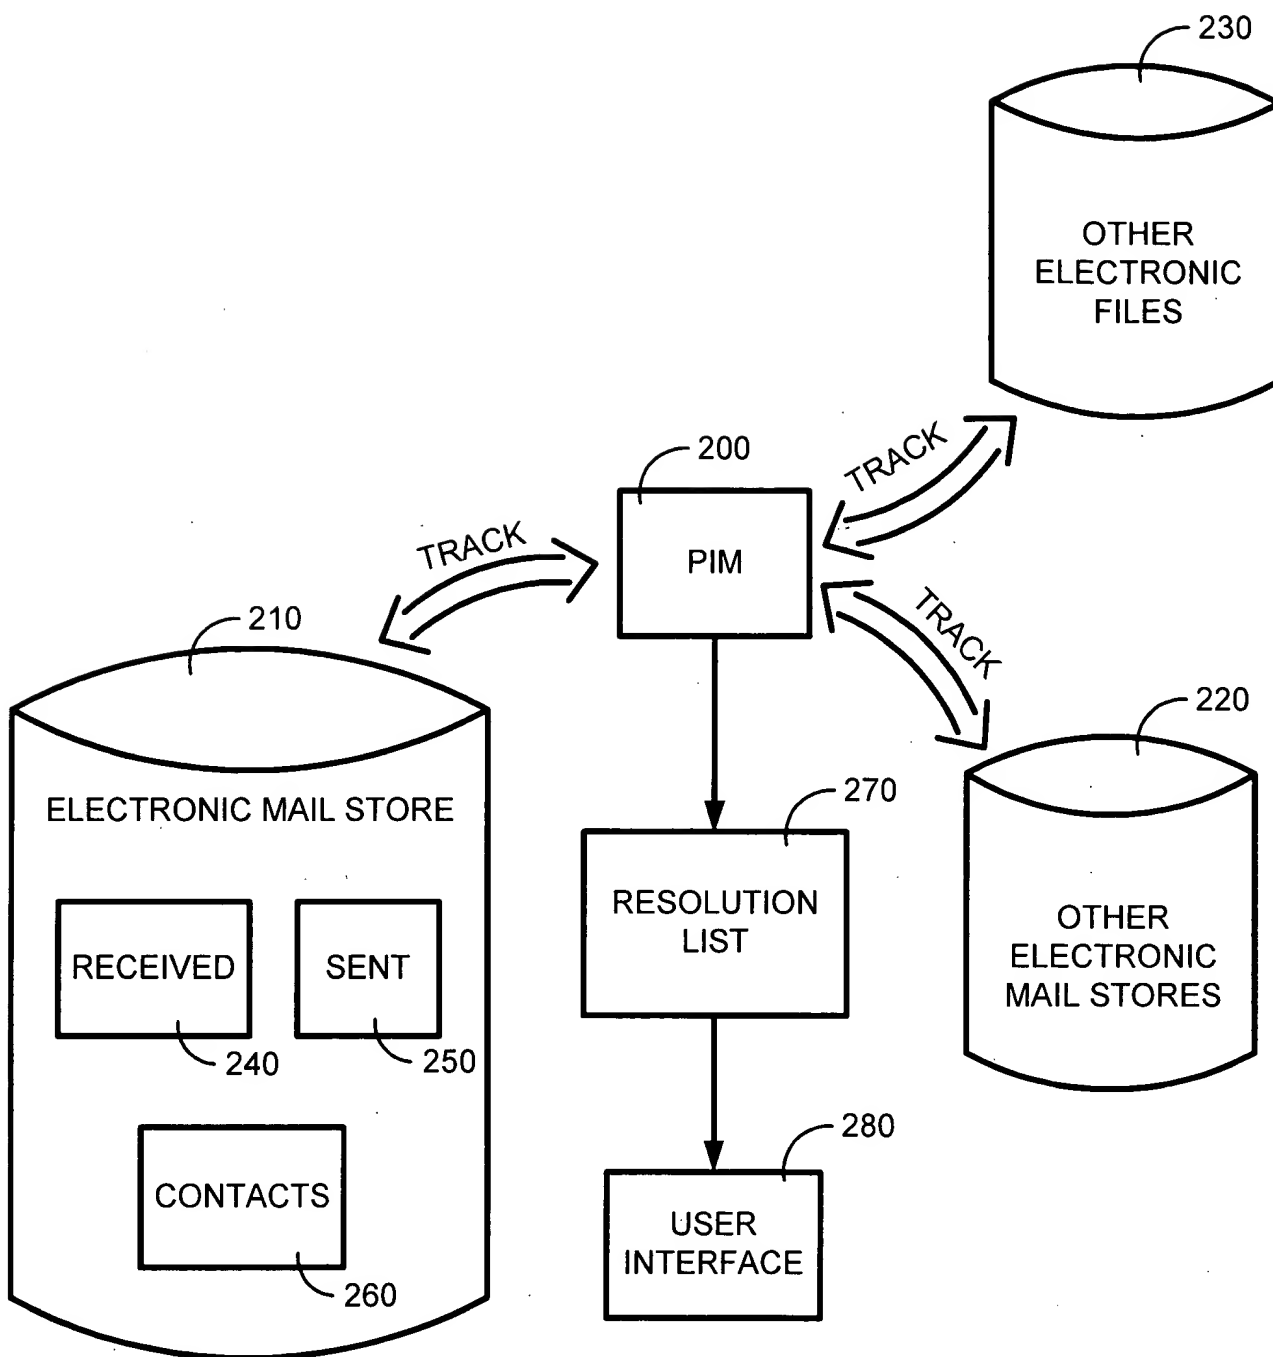 230
OTHER
ELECTRONIC
FILES
200
TRACK
PIM
TRACK
TRACK
210
220
ELECTRONIC MAIL STORE
270
RESOLUTION
LIST
OTHER
ELECTRONIC
MAIL STORES
RECEIVED
SENT
240
250
280
CONTACTS
USER
INTERFACE
260